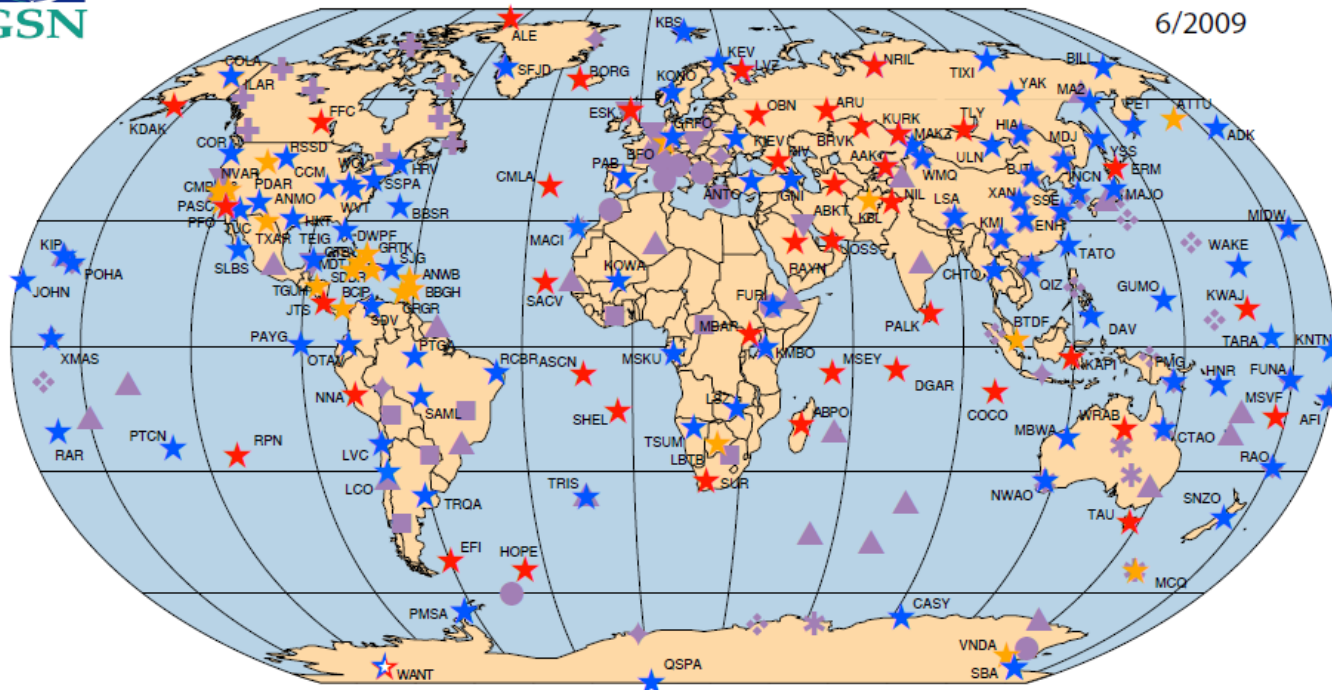 GSN
6/2009
ALE
KBS
KEV
LVZ
NRIL
TIXI
BILL
COLA
SFJD
BORG
KONO
YAK
MA2
ILAR
ESK
OBN
ARU
KURK
TLY
PET
ATTU
KDAK
FFC
GRFO
KIEV
BRVK
MAKZ
HIA
MDJ
ADK
COR
RSSD
CCM
HRV
BFO
KIV
AAK
ULN
YSS
NVAR
PDAR
SSPA
PAB
WMQ
BJT
INCN
ERM
CMLA
ANTO
GNI
NIL
XAN
MAJO
PASC
ANMO
WVT
BBSR
ABKT
KBL
LSA
SSE
PFO
TUC
HKT
MACI
KMI
ENH
MIDW
KIP
TXAR
DWPF
UOSS
TATO
WAKE
POHA
SLBS
TEIG
GRTK
RAYN
CHTO
JOHN
MDT
SJG
KOWA
QIZ
GUMO
SDDR
ANWB
TGUH
BCIP
BBGH
SACV
FURI
KWAJ
JTS
GRGR
PALK
SDV
MBAR
BTDF
DAV
XMAS
PAYG
OTAV
PTGA
MSKU
KMBO
MSEY
TARA
KNTN
RCBR
ASCN
KAPI
PMG
DGAR
HNR
FUNA
NNA
SAML
SHEL
LSZ
COCO
MSVF
ABPO
WRAB
AFI
RAR
PTCN
RPN
LVC
TSUM
MBWA
CTAO
LBTB
RAO
LCO
TRQA
TRIS
SUR
NWAO
SNZO
TAU
EFI
HOPE
MCQ
PMSA
CASY
VNDA
WANT
QSPA
SBA